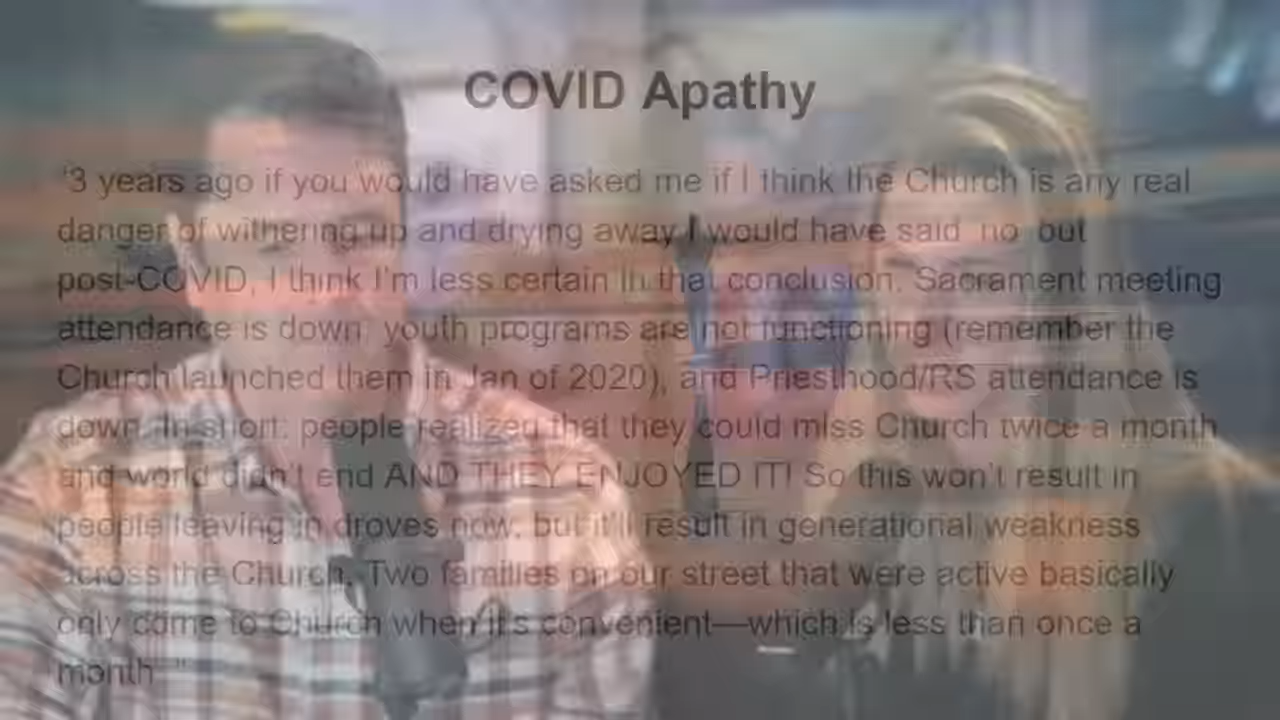 COVID Apathy
"3 years ago if you would have asked me if I think the Church is any real
danger of withering up and drying away I would have said no but
post-COVID, I think I'm less certain in that conclusion. Sacrament meeting
attendance is down, youth programs are not functioning (remember the
Church launched them in Jan of 2020), and Priesthood/RS attendance is
down. In short: people realized that they could miss Church twice a month
and world didn't end AND THEY ENJOYED IT! So this won't result in
people leaving in droves now, but it'll result in generational weakness
across the Church. Two families on our street that were active basically
only come to Church when it's convenient—which is less than once a
month."